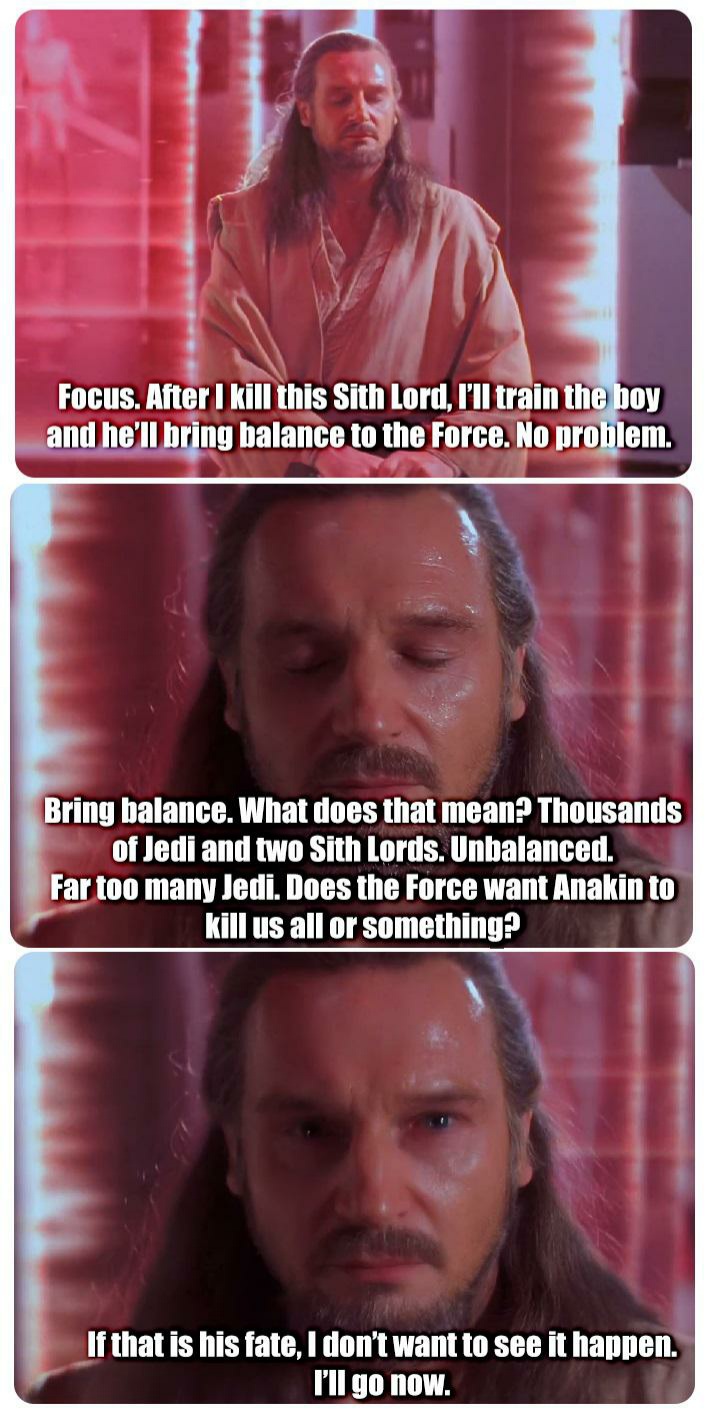 Focus. After I kill this Sith Lord, I'll train the boy
and he'll bring balance to the Force. No problem.
Bring balance. What does that mean? Thousands
of Jedi and two Sith Lords. Unbalanced.
Far too many Jedi. Does the Force want Anakin to
kill us all or something?
If that is his fate, I don't want to see it happen.
I'll go now.